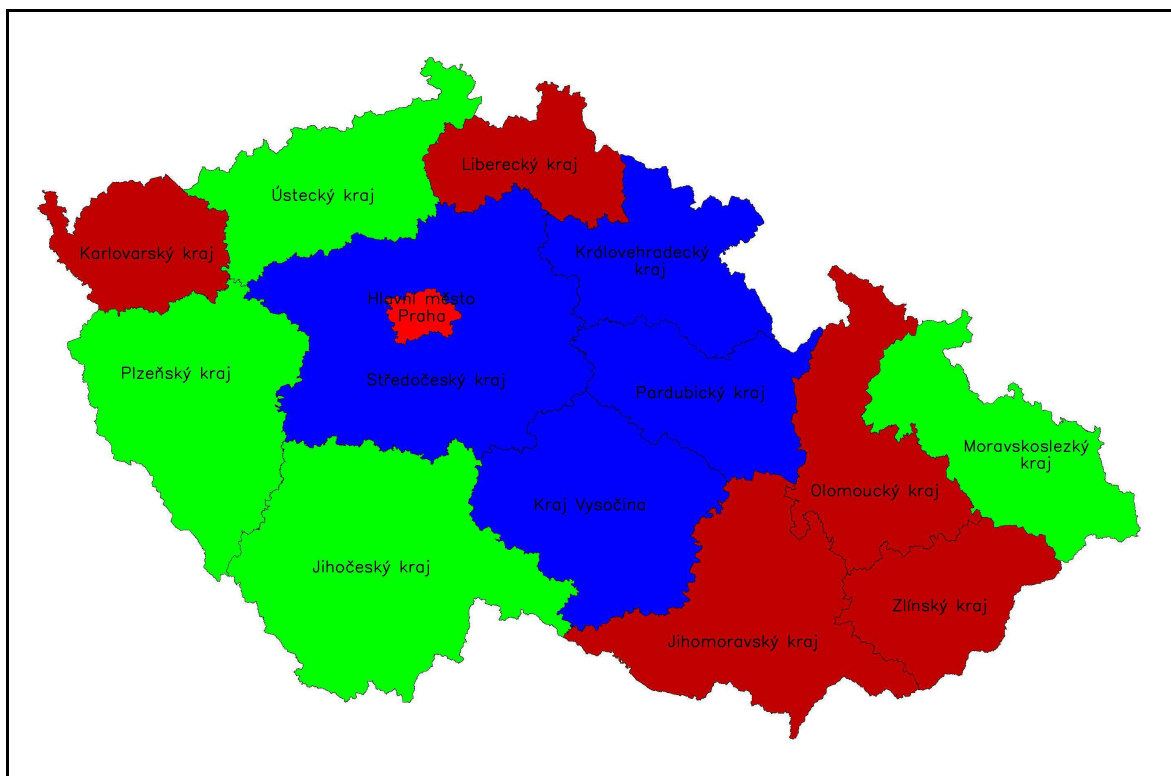 Liberecký kraj
Ústecký kraj
Karlovarský kraj
Královehradecký
kraj
Hlavní město
Praha
Plzeňský kraj
Středočeský kraj
Pardubický kraj
Moravskoslezký
kraj
Olomoucký kraj
Kraj Vysočina
Jihočeský kraj
Zlínský kraj
Jihomoravský kraj